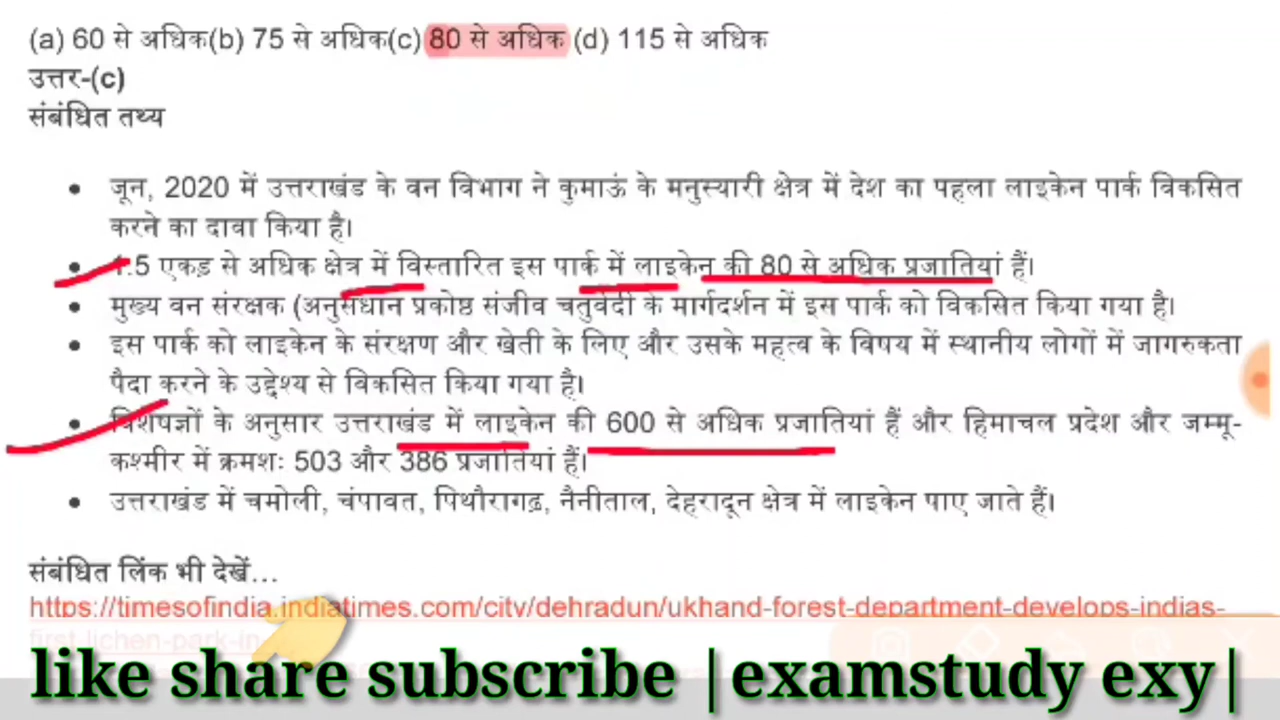 (a) 60 से अधिक(b) 75 से अधिक(c) 80 से अधिक (d) 115 से अधिक
उत्तर-(c)
संबंधित तथ्य
• जून, 2020 में उत्तराखंड के वन विभाग ने कुमाऊं के मनुस्यारी क्षेत्र में देश का पहला लाइकेन पार्क विकसित
करने का दावा किया है।
• 1.5 एकड़ से अधिक क्षेत्र में विस्तारित इस पार्क में लाइकेन की 80 से अधिक प्रजातियां हैं।
• मुख्य वन संरक्षक (अनुसंधान प्रकोष्ठ संजीव चतुर्वेदी के मार्गदर्शन में इस पार्क को विकसित किया गया है।
• इस पार्क को लाइकेन के संरक्षण और खेती के लिए और उसके महत्व के विषय में स्थानीय लोगों में जागरुकता
पैदा करने के उद्देश्य से विकसित किया गया है।
• विशेषज्ञों के अनुसार उत्तराखंड में लाइकेन की 600 से अधिक प्रजातियां हैं और हिमाचल प्रदेश और जम्मू-
कश्मीर में क्रमशः 503 और 386 प्रजातियां हैं।
• उत्तराखंड में चमोली, चंपावत, पिथौरागढ़, नैनीताल, देहरादून क्षेत्र में लाइकेन पाए जाते हैं।
संबंधित लिंक भी देखें...
https://timesofindia.indiatimes.com/city/dehradun/ukhand-forest-department-develops-indias-
first-lichen-park-in-
like share subscribe |examstudy exy|